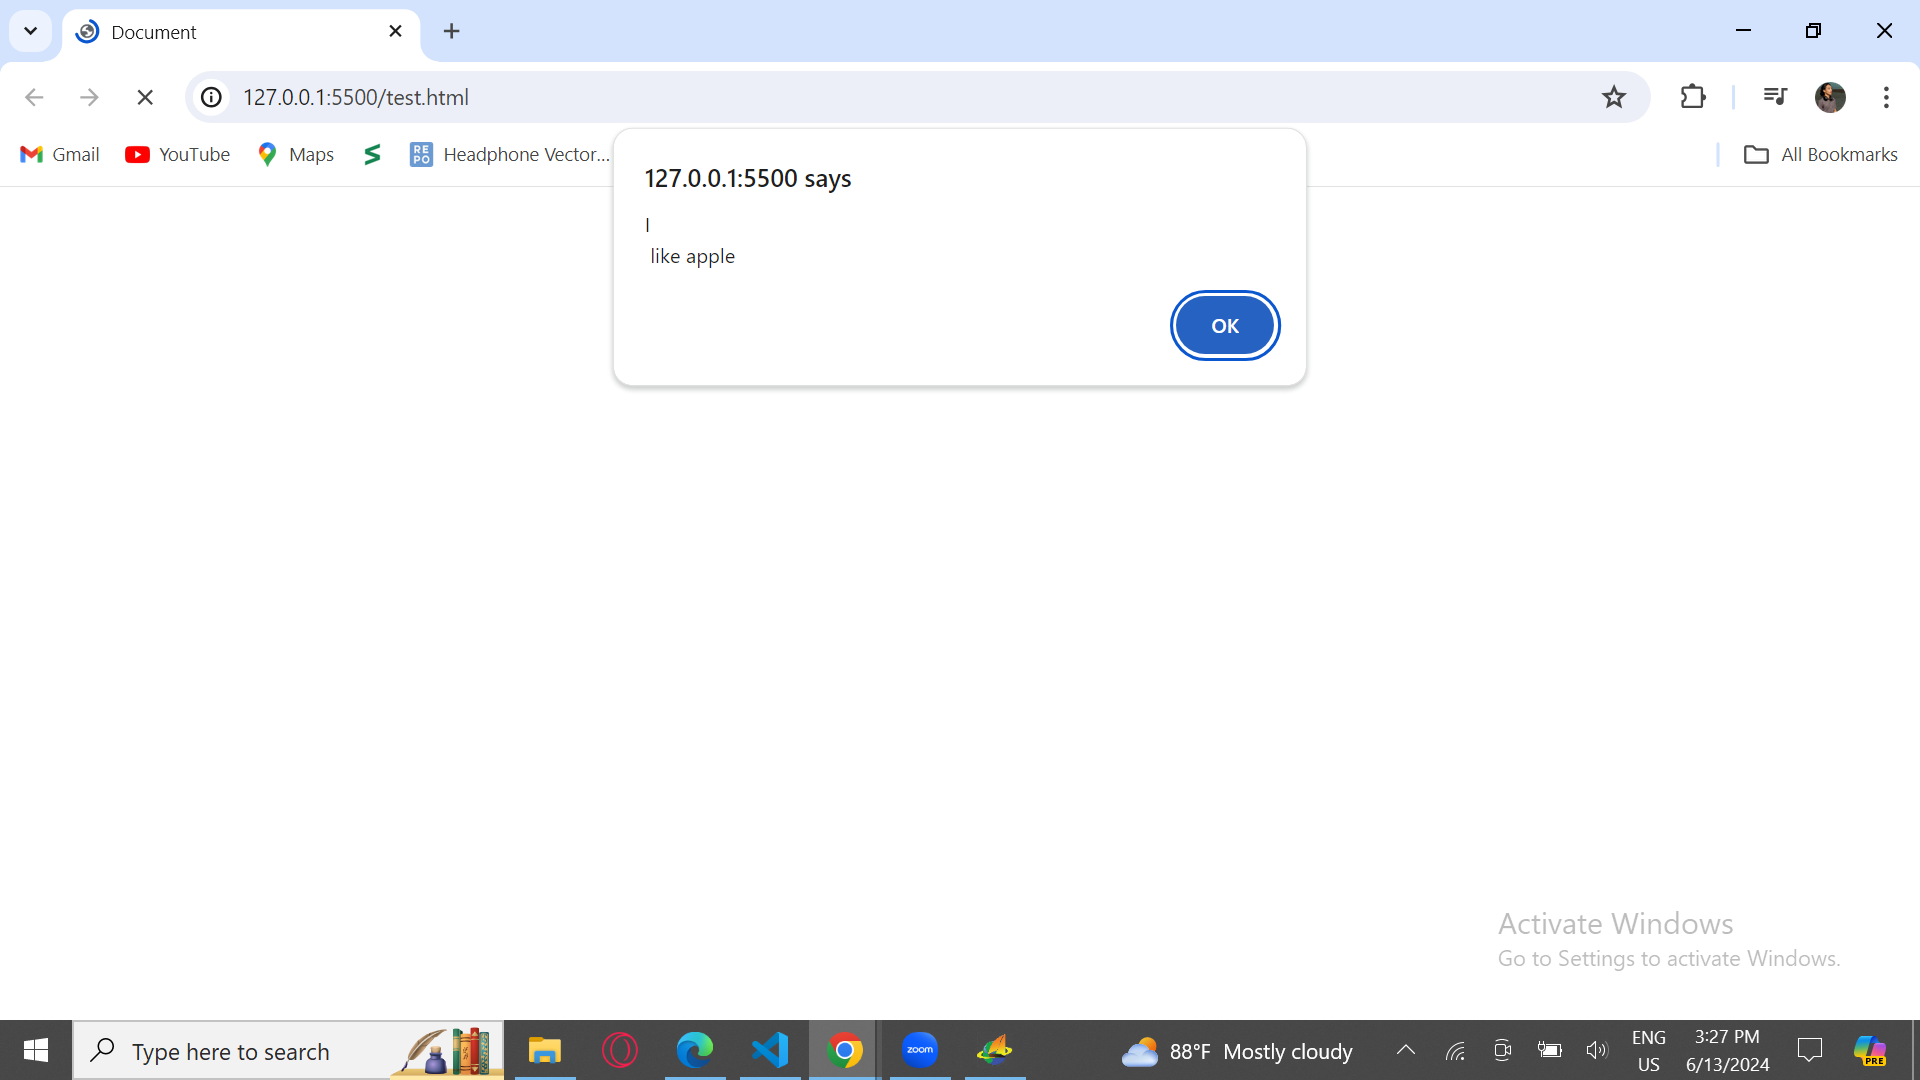 Document
127.0.0.1:5500/test.html
Gmail
YouTube
Maps
RE
PO
Headphone Vector...
All Bookmarks
127.0.0.1:5500 says
I
like apple
OK
Activate Windows
Go to Settings to activate Windows.
Type here to search
zoom
88°F Mostly cloudy
ENG
US
3:27 PM
6/13/2024
PRE